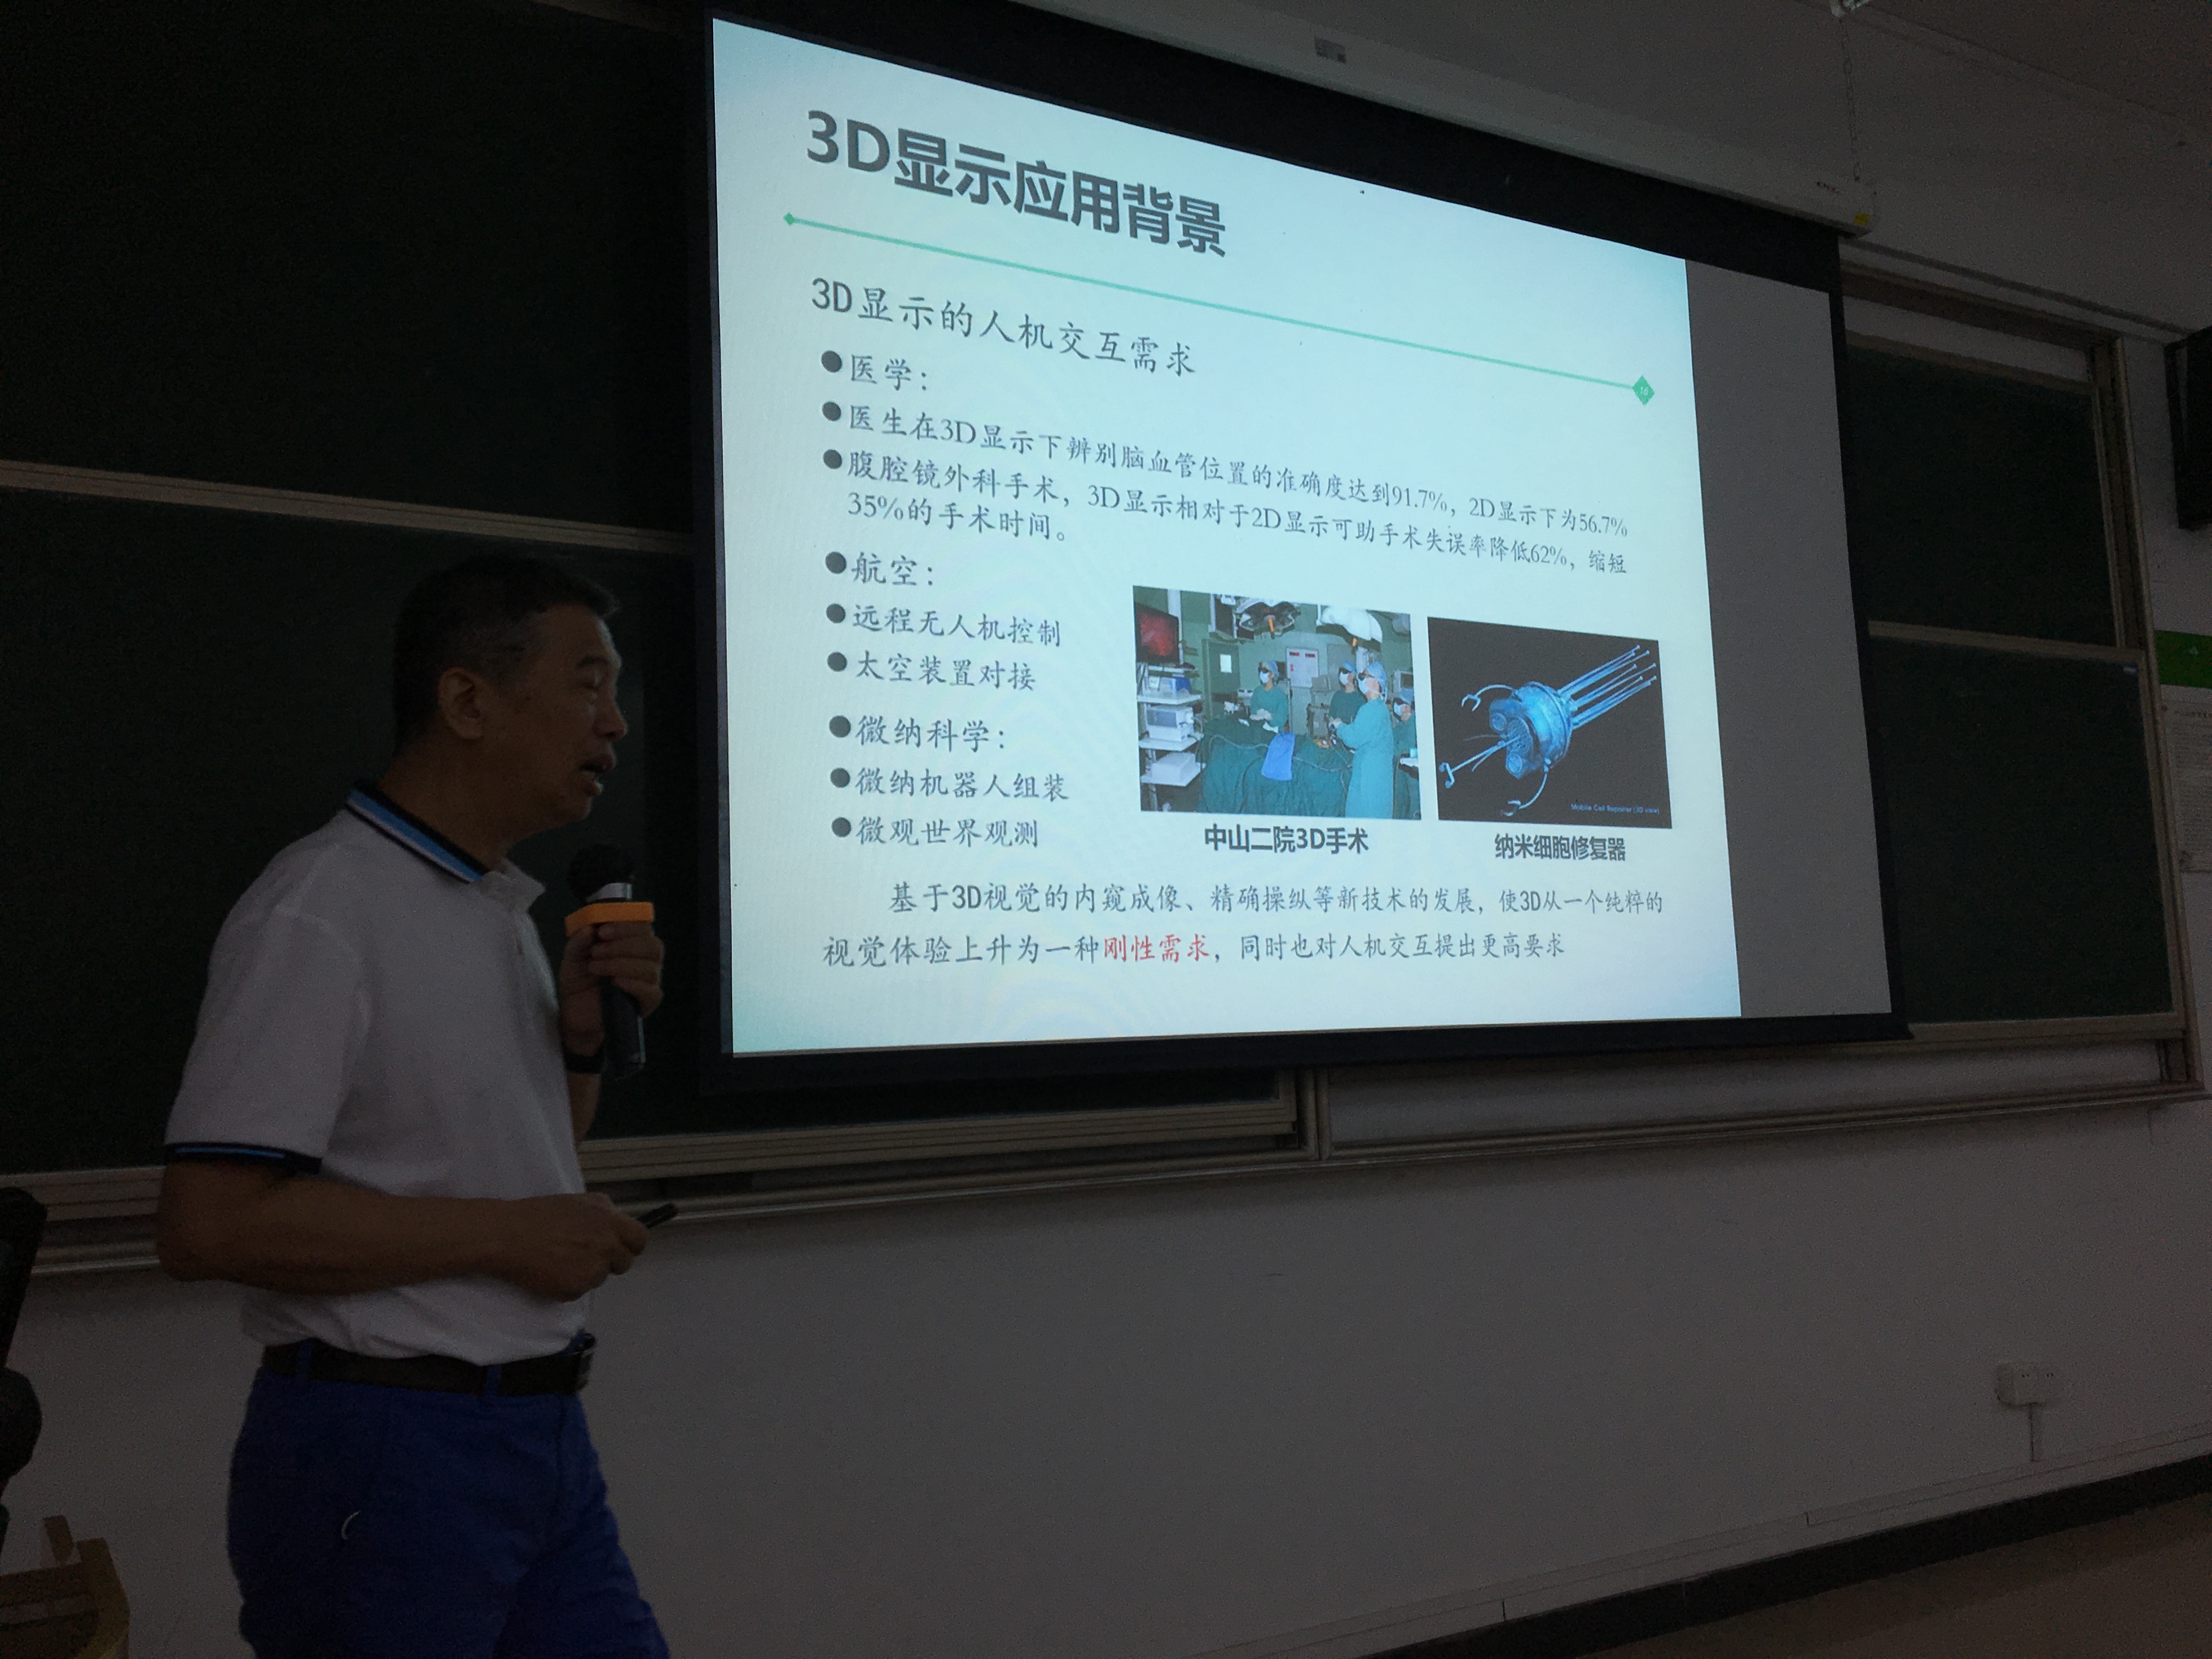 3D显示应用背景
16
3D显示的人机交互需求
●医学：
●医生在3D显示下辨别脑血管位置的准确度达到91.7%，2D显示下为56.7%
●腹腔镜外科手术，3D显示相对于2D显示可助手术失误率降低62%，缩短
35%的手术时间。
●航空：
●远程无人机控制
●太空装置对接
●微纳科学：
●微纳机器人组装
●微观世界观测
Mobile Cell Repairer (3D view)
中山二院3D手术
纳米细胞修复器
基于3D视觉的内窥成像、精确操纵等新技术的发展，使3D从一个纯粹的
视觉体验上升为一种刚性需求，同时也对人机交互提出更高要求